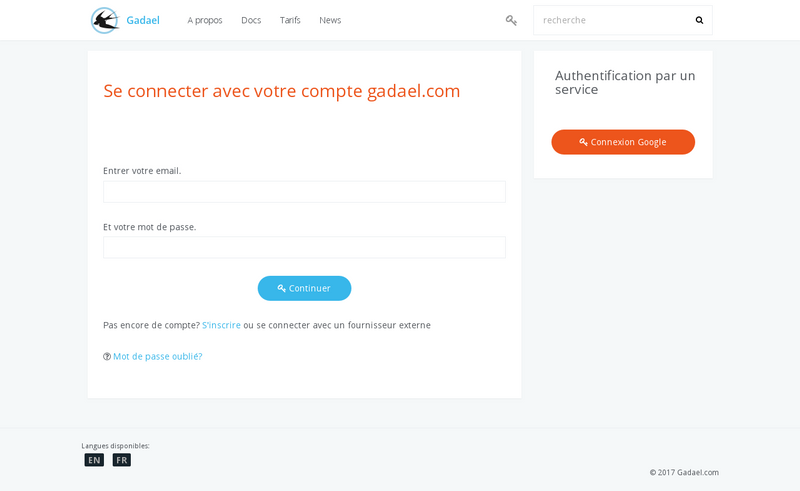 Gadael
A propos
Docs
Tarifs
News
recherche
Se connecter avec votre compte gadael.com
Entrer votre email.
Et votre mot de passe.
Continuer
Pas encore de compte? S'inscrire ou se connecter avec un fournisseur externe
Mot de passe oublié?
Authentification par un
service
Connexion Google
Langues disponibles:
EN
FR
© 2017 Gadael.com